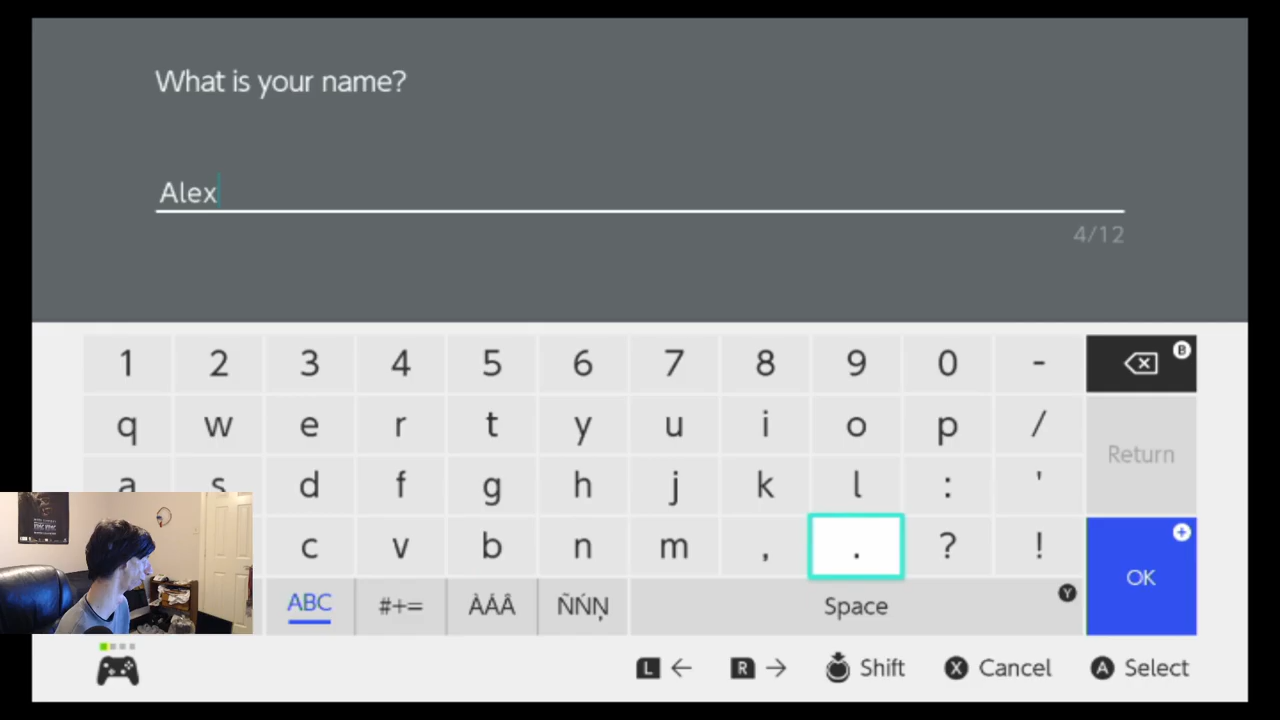 What is your name?
Alex
4/12
1 2 3 4 5 6 7 8 9 0 -
B
q w e r t y u i o p /
Return
a s d f g h j k l : '
c v b n m , . ? !
+
OK
ABC #+= ÀÁÂ ÑŃŅ Space Y
L ← R → Shift X Cancel A Select